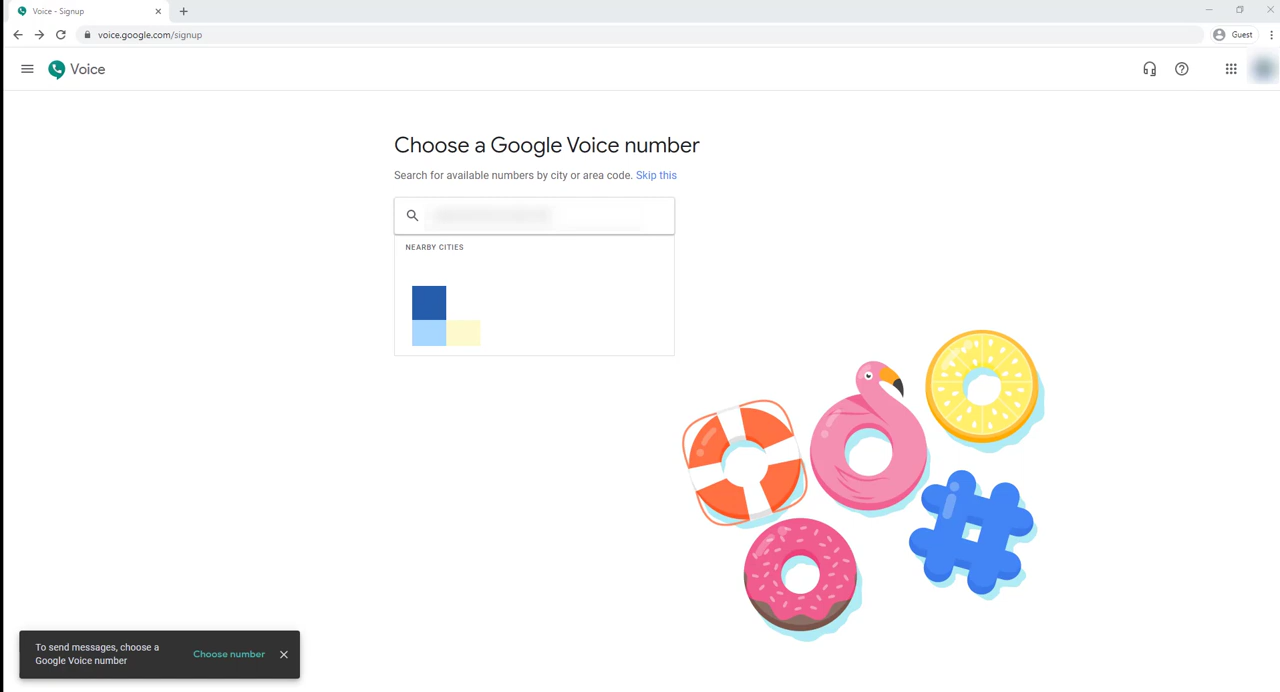 Voice - Signup
voice.google.com/signup
Guest
Voice
Choose a Google Voice number
Search for available numbers by city or area code. Skip this
NEARBY CITIES
To send messages, choose a
Google Voice number
Choose number